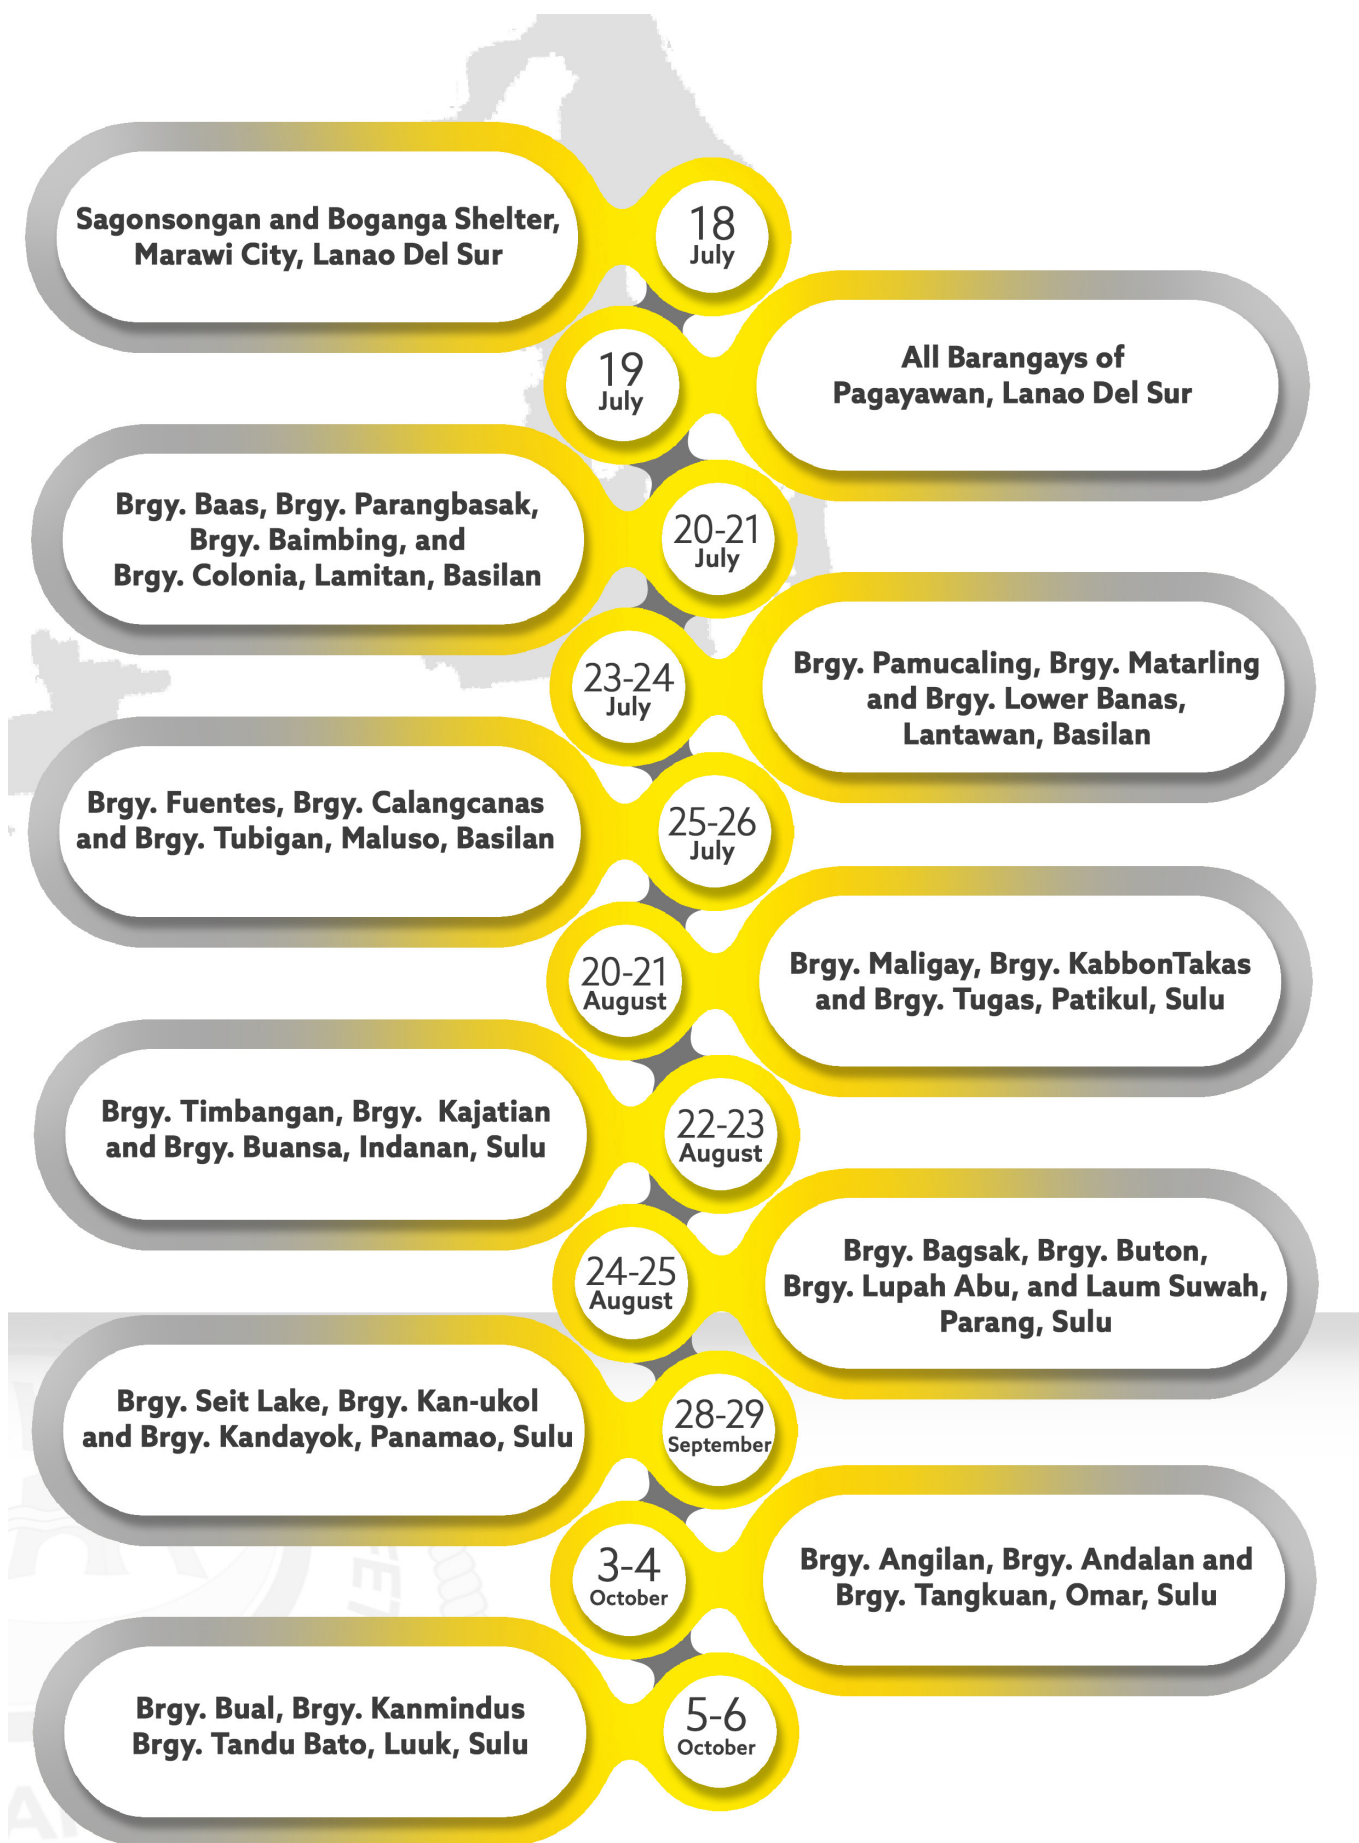 Sagonsongan and Boganga Shelter,
Marawi City, Lanao Del Sur
18
July
19
July
All Barangays of
Pagayawan, Lanao Del Sur
Brgy. Baas, Brgy. Parangbasak,
Brgy. Baimbing, and
Brgy. Colonia, Lamitan, Basilan
20-21
July
23-24
July
Brgy. Pamucaling, Brgy. Matarling
and Brgy. Lower Banas,
Lantawan, Basilan
Brgy. Fuentes, Brgy. Calangcanas
and Brgy. Tubigan, Maluso, Basilan
25-26
July
20-21
August
Brgy. Maligay, Brgy. KabbonTakas
and Brgy. Tugas, Patikul, Sulu
Brgy. Timbangan, Brgy.  Kajatian
and Brgy. Buansa, Indanan, Sulu
22-23
August
24-25
August
Brgy. Bagsak, Brgy. Buton,
Brgy. Lupah Abu, and Laum Suwah,
Parang, Sulu
Brgy. Seit Lake, Brgy. Kan-ukol
and Brgy. Kandayok, Panamao, Sulu
28-29
September
3-4
October
Brgy. Angilan, Brgy. Andalan and
Brgy. Tangkuan, Omar, Sulu
Brgy. Bual, Brgy. Kanmindus
Brgy. Tandu Bato, Luuk, Sulu
5-6
October